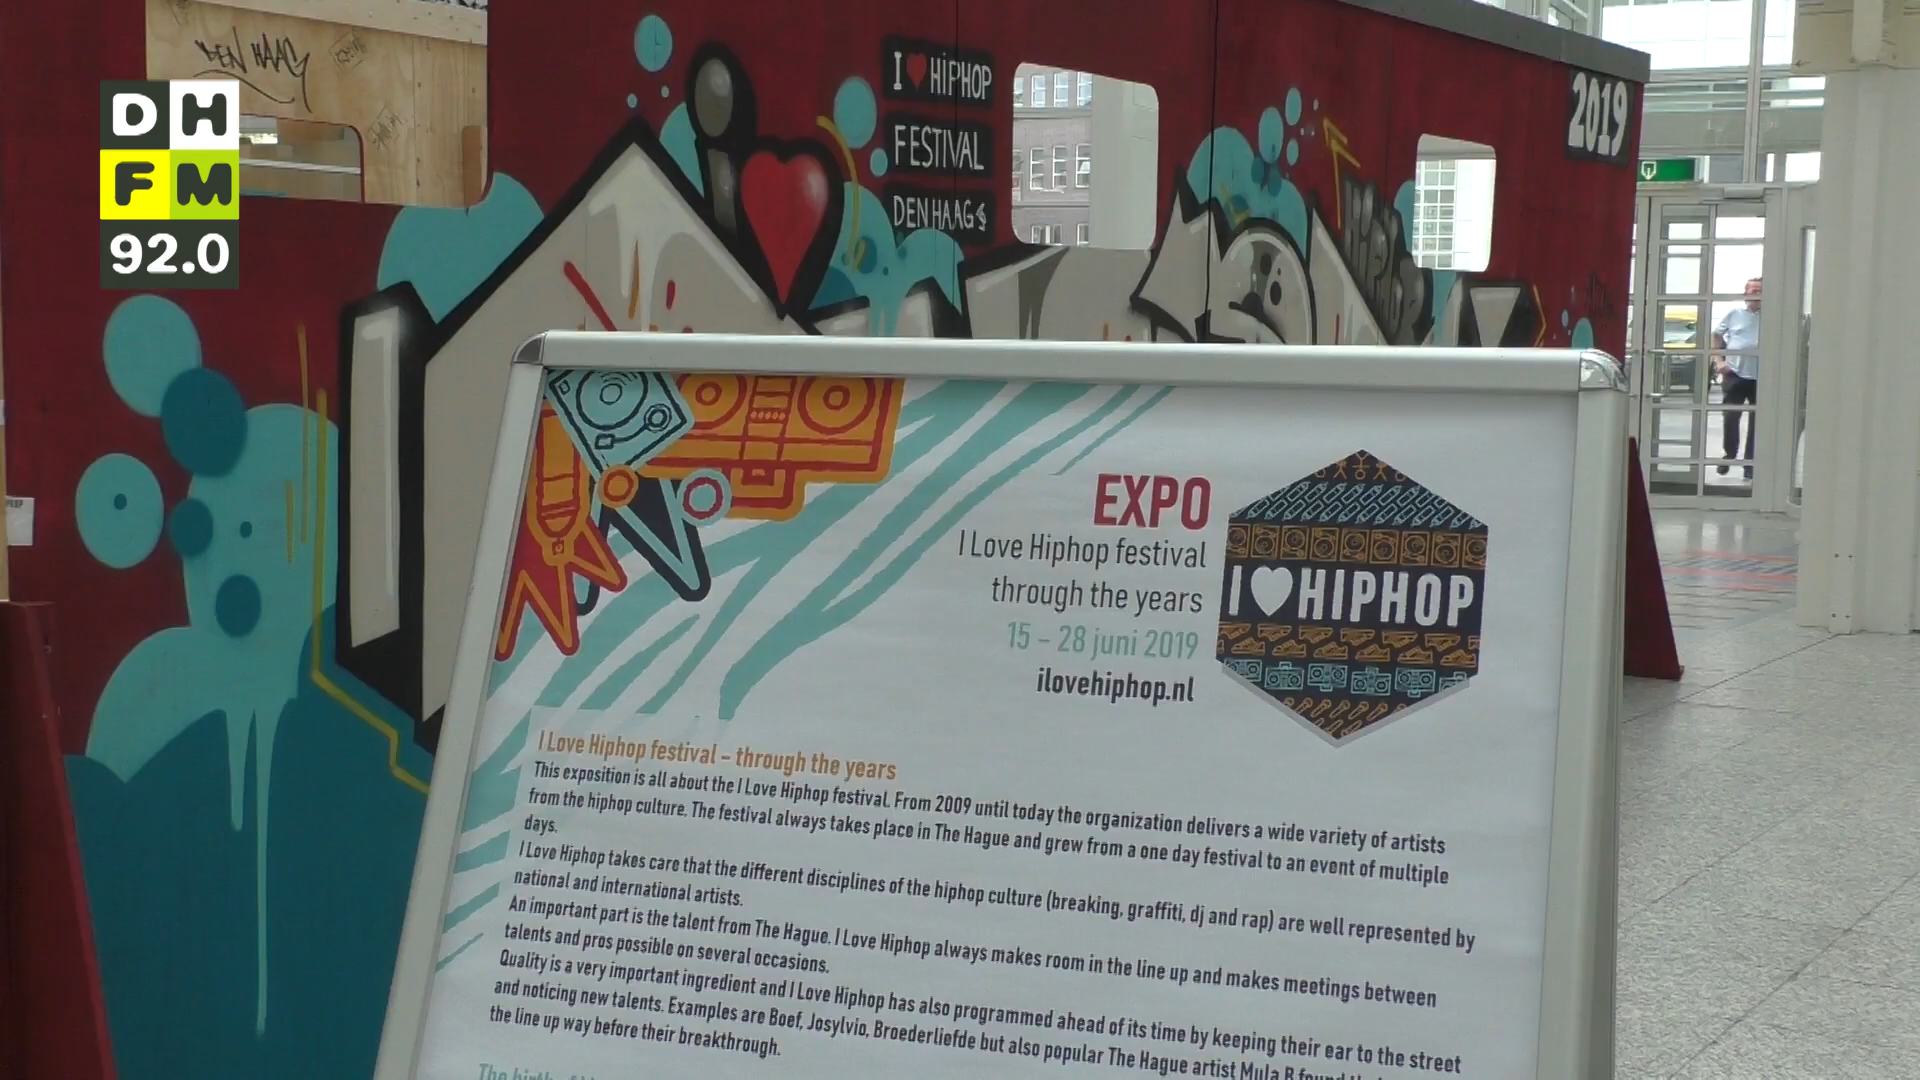 DEN HAAG
DH
FM
92.0
I ❤ HIPHOP
FESTIVAL
DEN HAAG
2019
i ❤
HIPHOP
EXPO
I Love Hiphop festival
through the years
15 – 28 juni 2019
ilovehiphop.nl
I ♥ HIPHOP
I Love Hiphop festival – through the years
This exposition is all about the I Love Hiphop festival. From 2009 until today the organization delivers a wide variety of artists
from the hiphop culture. The festival always takes place in The Hague and grew from a one day festival to an event of multiple
days.
I Love Hiphop takes care that the different disciplines of the hiphop culture (breaking, graffiti, dj and rap) are well represented by
national and international artists.
An important part is the talent from The Hague. I Love Hiphop always makes room in the line up and makes meetings between
talents and pros possible on several occasions.
Quality is a very important ingredient and I Love Hiphop has also programmed ahead of its time by keeping their ear to the street
and noticing new talents. Examples are Boef, Josylvio, Broederliefde but also popular The Hague artist Mula B found
the line up way before their breakthrough.
The birth of